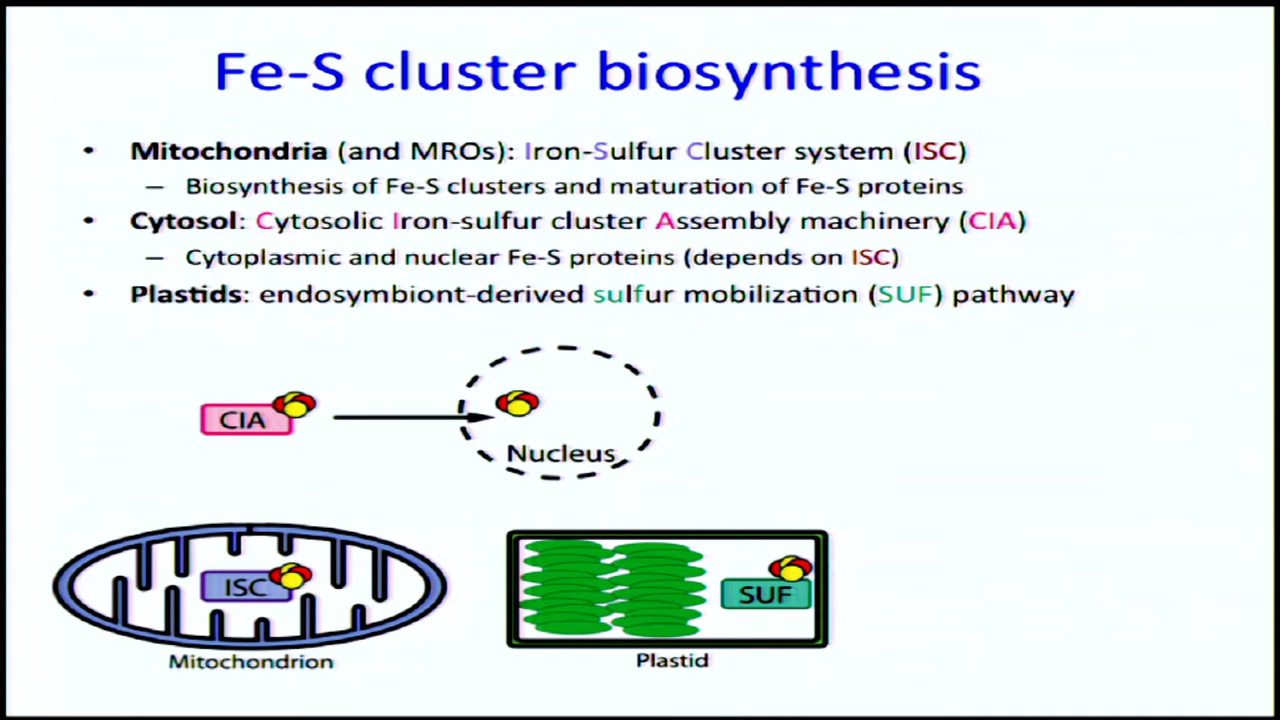 Fe-S cluster biosynthesis
• Mitochondria (and MROs): Iron-Sulfur Cluster system (ISC)
– Biosynthesis of Fe-S clusters and maturation of Fe-S proteins
• Cytosol: Cytosolic Iron-sulfur cluster Assembly machinery (CIA)
– Cytoplasmic and nuclear Fe-S proteins (depends on ISC)
• Plastids: endosymbiont-derived sulfur mobilization (SUF) pathway
CIA
Nucleus
ISC
SUF
Mitochondrion
Plastid